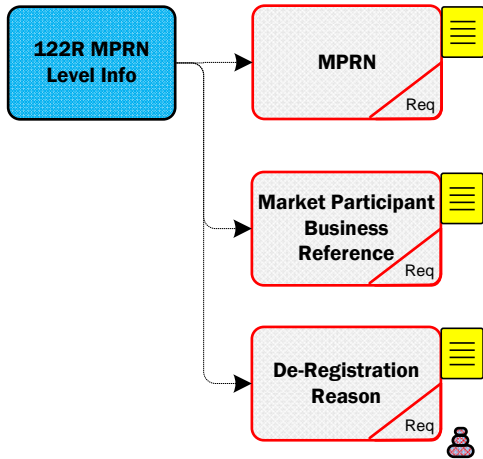 122R MPRN
Level Info
MPRN
Req
Market Participant
Business
Reference
Req
De-Registration
Reason
Req